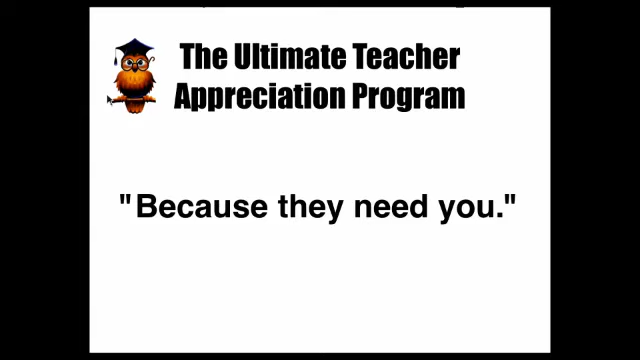 The Ultimate Teacher
Appreciation Program
"Because they need you."